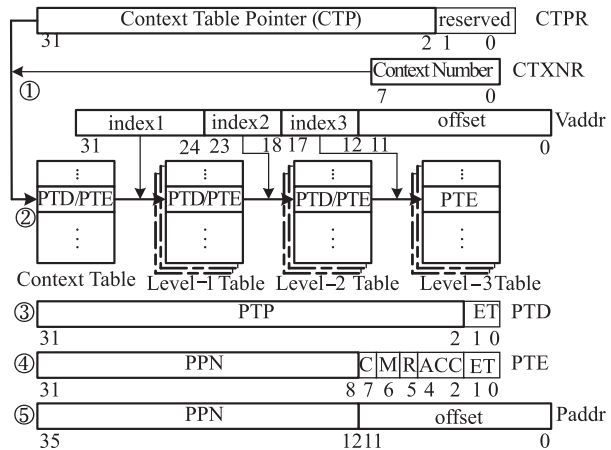 Context Table Pointer (CTP) reserved CTPR
31 2 1 0
Context Number CTXNR
① 7 0
index1 index2 index3 offset Vaddr
31 24 23 18 17 12 11 0
⋮ ⋮ ⋮ ⋮
② PTD/PTE PTD/PTE PTD/PTE PTE
⋮ ⋮ ⋮ ⋮
Context Table Level-1 Table Level-2 Table Level-3 Table
③ PTP ET PTD
31 2 1 0
④ PPN C M R ACC ET PTE
31 8 7 6 5 4 2 1 0
⑤ PPN offset Paddr
35 1211 0